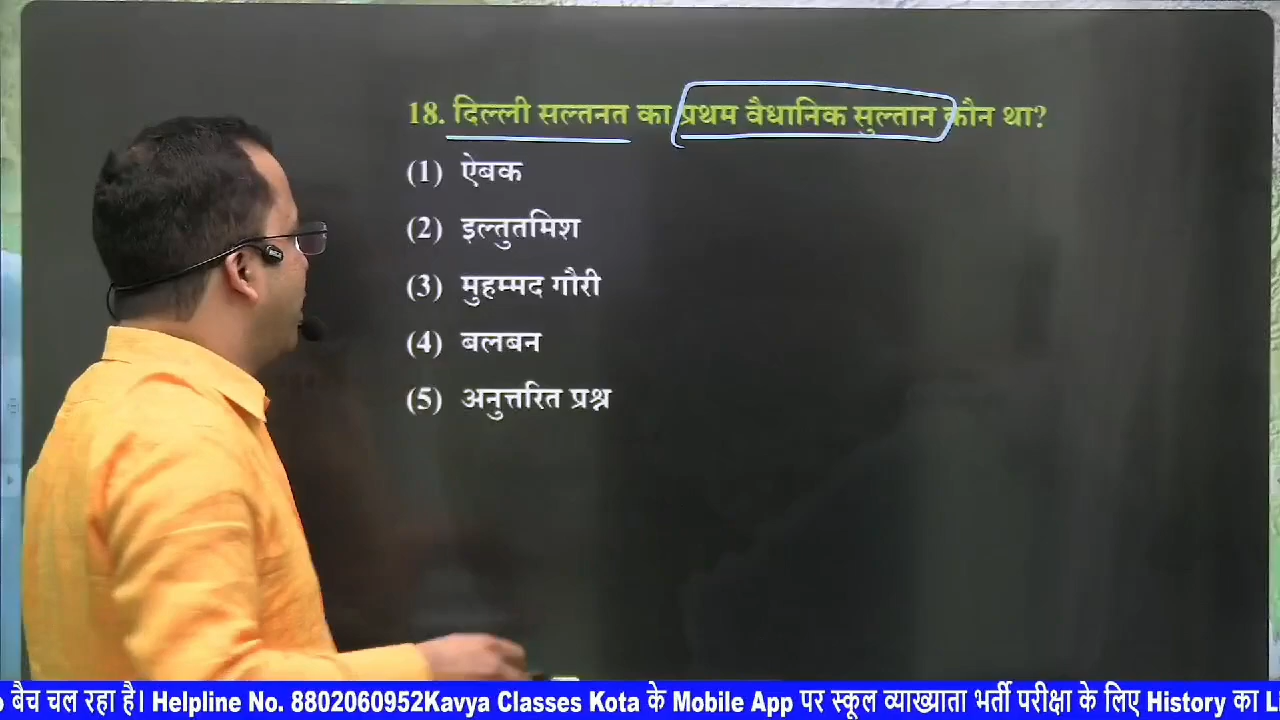 18. दिल्ली सल्तनत का प्रथम वैधानिक सुल्तान कौन था?
(1) ऐबक
(2) इल्तुतमिश
(3) मुहम्मद गौरी
(4) बलबन
(5) अनुत्तरित प्रश्न
बैच चल रहा है। Helpline No. 8802060952Kavya Classes Kota के Mobile App पर स्कूल व्याख्याता भर्ती परीक्षा के लिए History का L